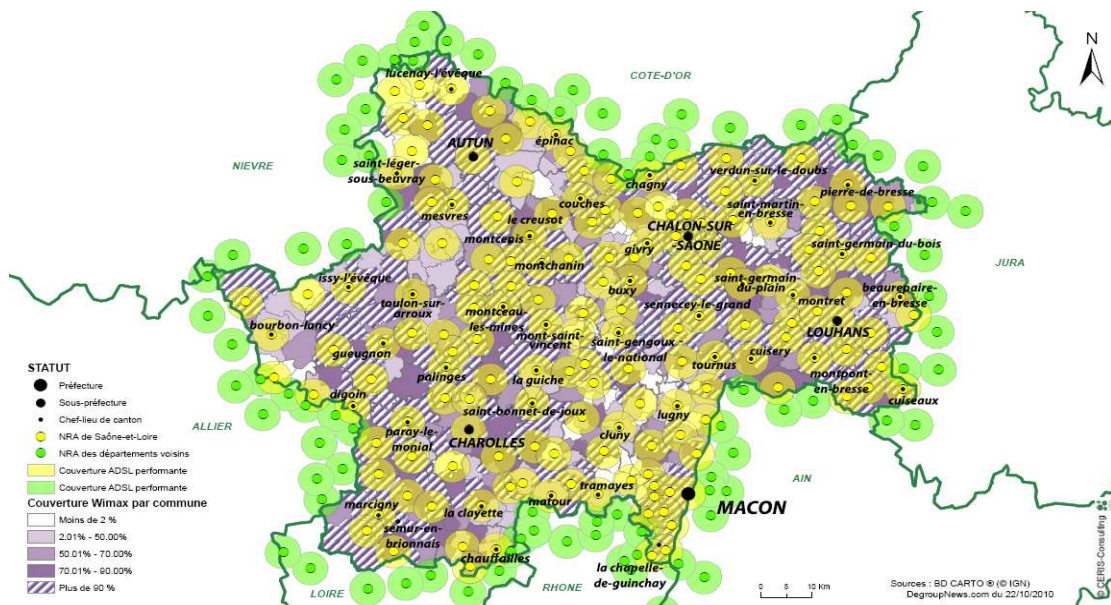 N
COTE-D'OR
NIEVRE
JURA
ALLIER
AIN
LOIRE
RHONE
lucenay-l'évêque
AUTUN
épinac
saint-léger-
sous-beuvray
chagny
verdun-sur-le-doubs
pierre-de-bresse
mesvres
couches
saint-martin-
en-bresse
le creusot
CHALON-SUR
-SAONE
montcenis
givry
saint-germain-du-bois
montchanin
issy-l'évêque
buxy
saint-germain-
du-plain
beaurepaire-
en-bresse
toulon-sur-
arroux
sennecey-le-grand
montret
montceau-
les-mines
bourbon-lancy
mont-saint-
vincent
saint-gengoux-
le-national
LOUHANS
gueugnon
cuisery
tournus
palinges
la guiche
montpont-
en-bresse
cuiseaux
digoin
saint-bonnet-de-joux
lugny
paray-le-
monial
CHAROLLES
cluny
tramayes
matour
MACON
marcigny
la clayette
semur-en-
brionnais
chauffailles
la chapelle-
de-guinchay
STATUT
Préfecture
Sous-préfecture
Chef-lieu de canton
NRA de Saône-et-Loire
NRA des départements voisins
Couverture ADSL performante
Couverture ADSL performante
Couverture Wimax par commune
Moins de 2 %
2.01% - 50.00%
50.01% - 70.00%
70.01% - 90.00%
Plus de 90 %
0 5 10 Km
Sources : BD CARTO ® (© IGN)
DegroupNews.com du 22/10/2010
© CERIS-Consulting